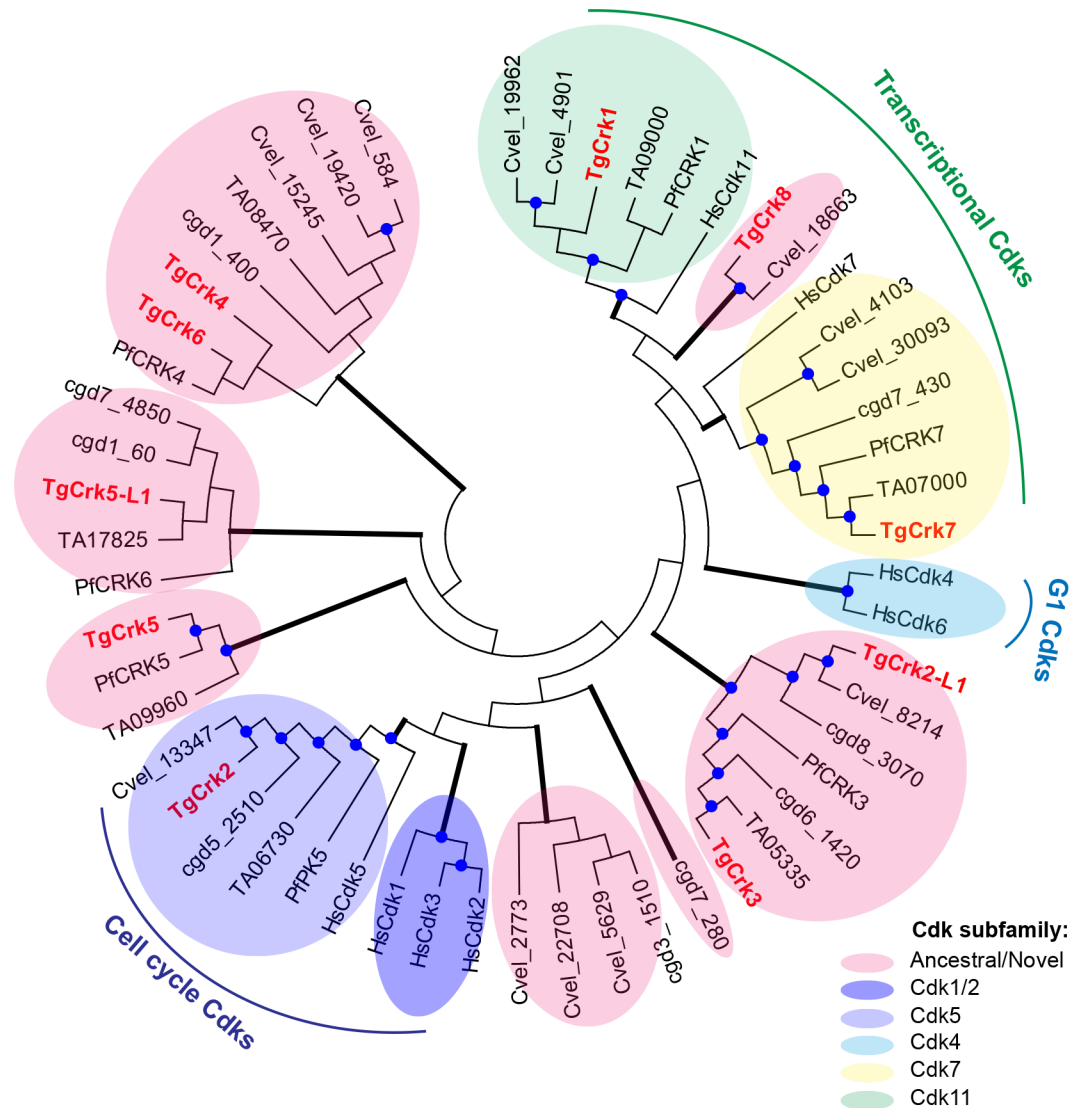 Cvel_19962
Cvel_4901
TgCrk1
TA09000
PfCRK1
HsCdk11
TgCrk8
Cvel_18663
HsCdk7
Cvel_4103
Cvel_30093
cgd7_430
PfCRK7
TA07000
TgCrk7
Transcriptional Cdks
HsCdk4
HsCdk6
G1 Cdks
TgCrk2-L1
Cvel_8214
cgd8_3070
PfCRK3
cgd6_1420
TA05335
TgCrk3
cgd7_280
cgd3_1510
Cvel_5629
Cvel_22708
Cvel_2773
HsCdk2
HsCdk3
HsCdk1
HsCdk5
PfPK5
TA06730
cgd5_2510
TgCrk2
Cvel_13347
Cell cycle Cdks
TA09960
PfCRK5
TgCrk5
PfCRK6
TA17825
TgCrk5-L1
cgd1_60
cgd7_4850
PfCRK4
TgCrk6
TgCrk4
cgd1_400
TA08470
Cvel_15245
Cvel_19420
Cvel_584
Cdk subfamily:
Ancestral/Novel
Cdk1/2
Cdk5
Cdk4
Cdk7
Cdk11